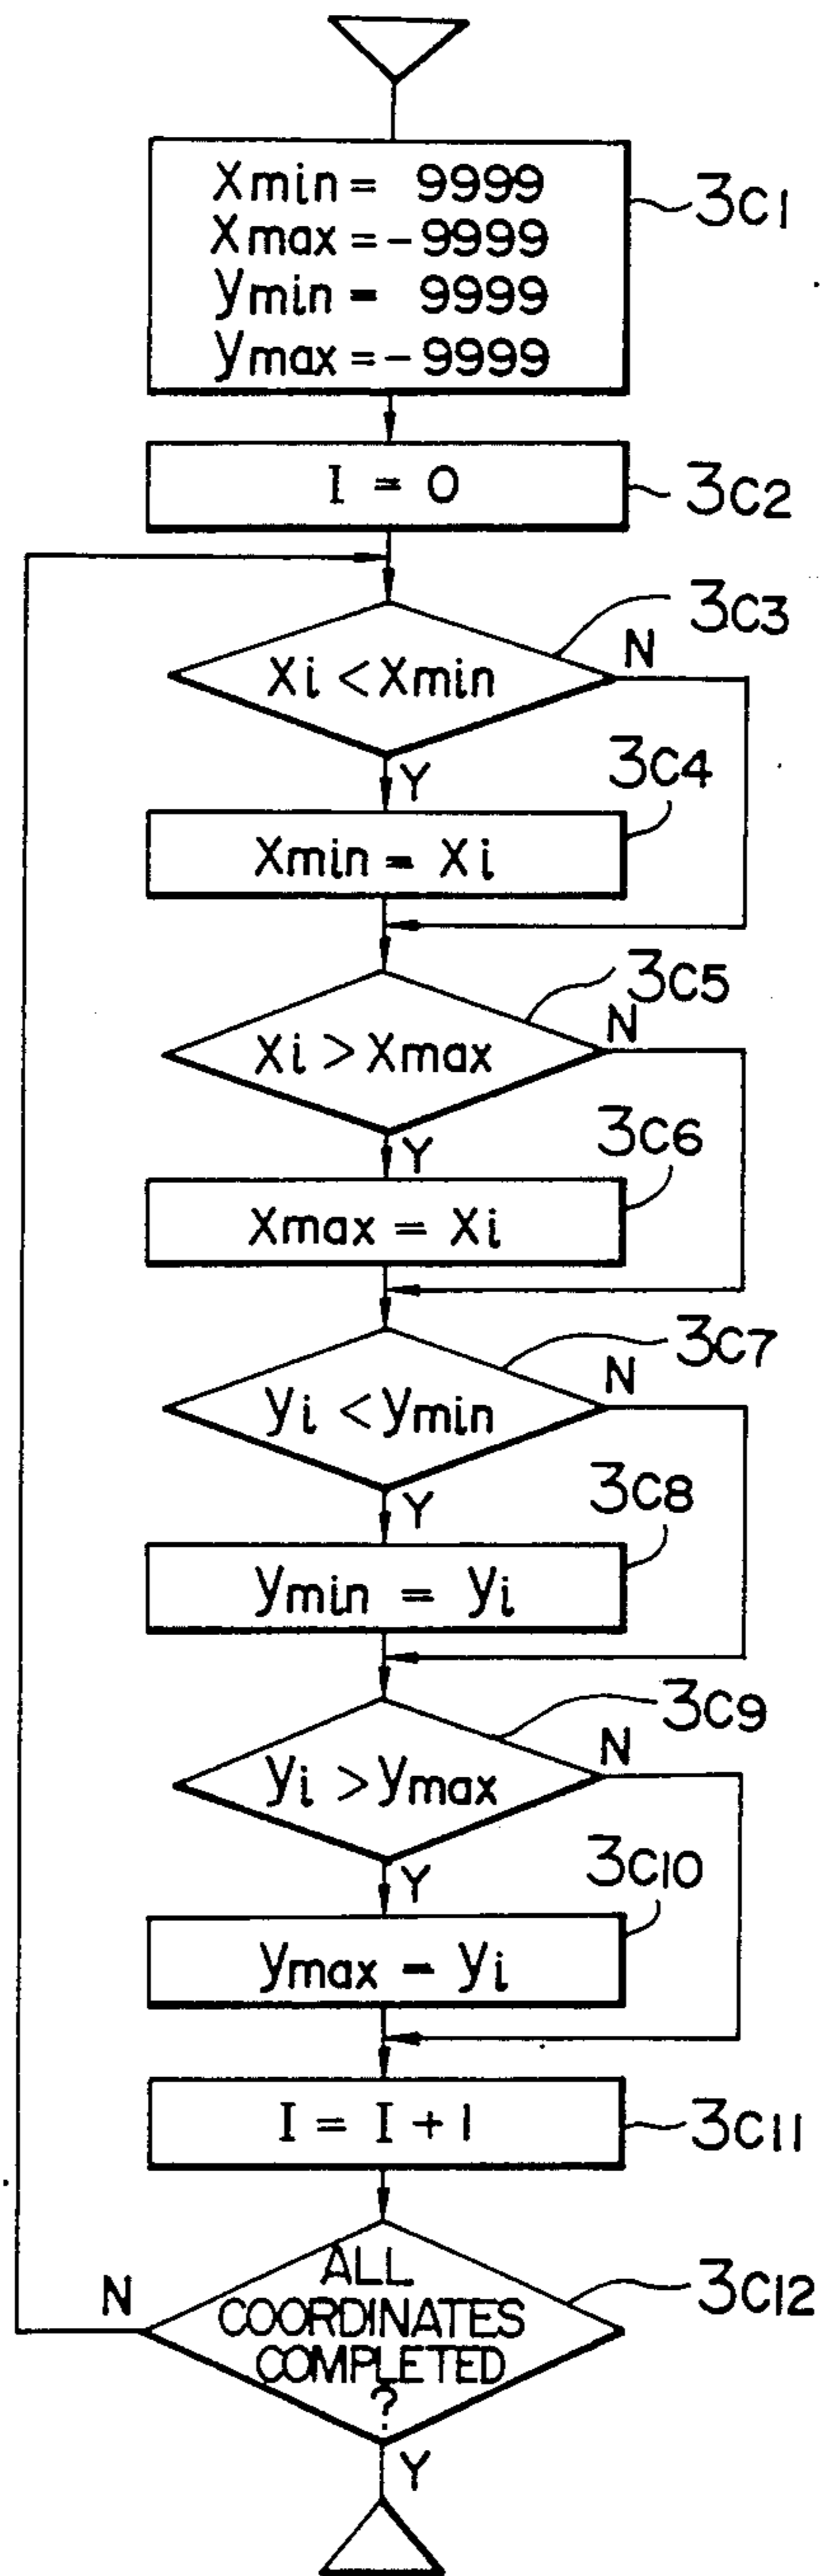 Xmin = 9999
Xmax = -9999
Ymin = 9999
Ymax = -9999
3C1
I = 0
3C2
3C3
Xi < Xmin
N
Y
3C4
Xmin = Xi
3C5
Xi > Xmax
N
Y
3C6
Xmax = Xi
3C7
Yi < Ymin
N
Y
3C8
Ymin = Yi
3C9
Yi > Ymax
N
Y
3C10
Ymax - Yi
I = I + 1
3C11
N
ALL
COORDINATES
COMPLETED
?
3C12
Y